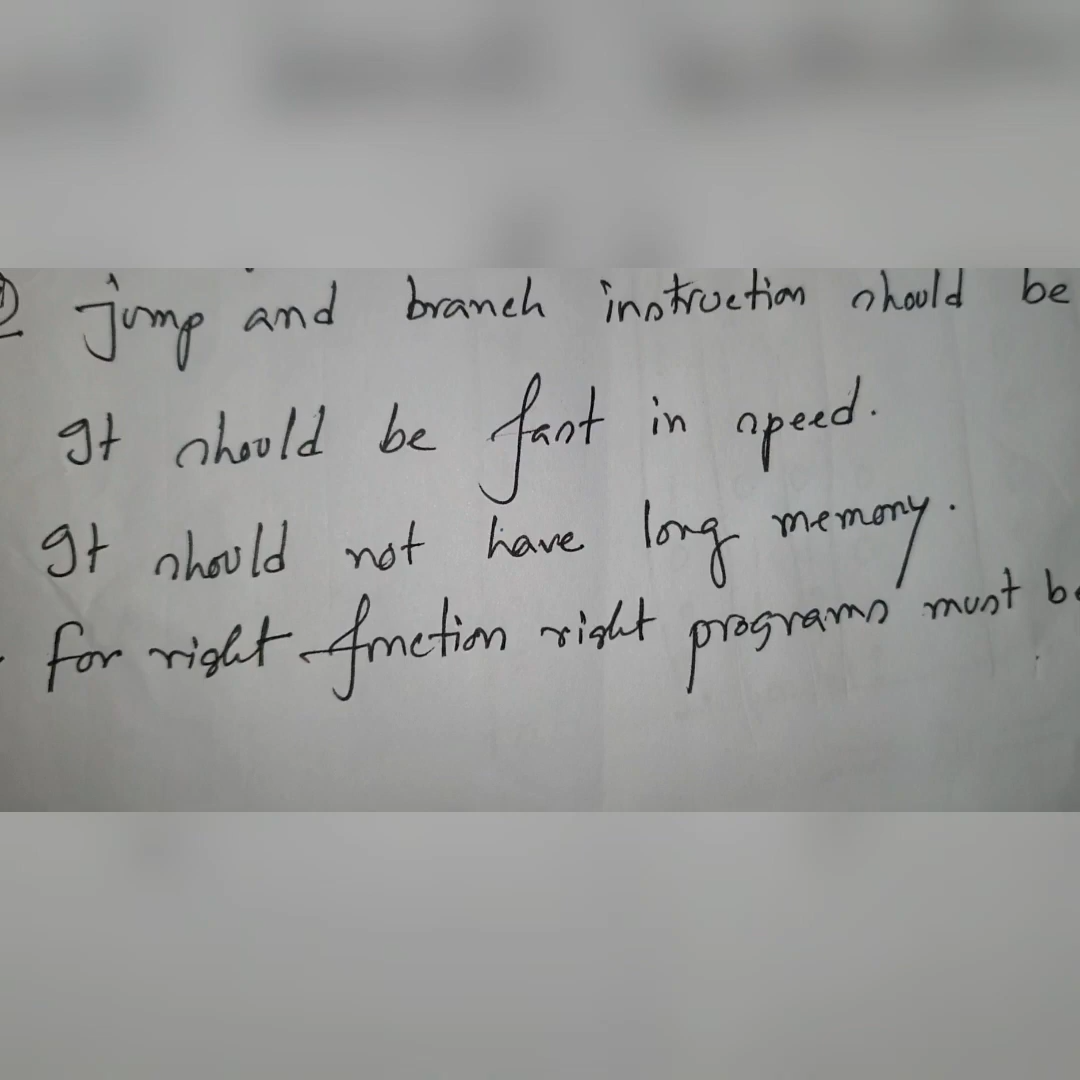 jump and branch instruction should be
It should be fast in speed.
It should not have long memory.
for right function right programs must be